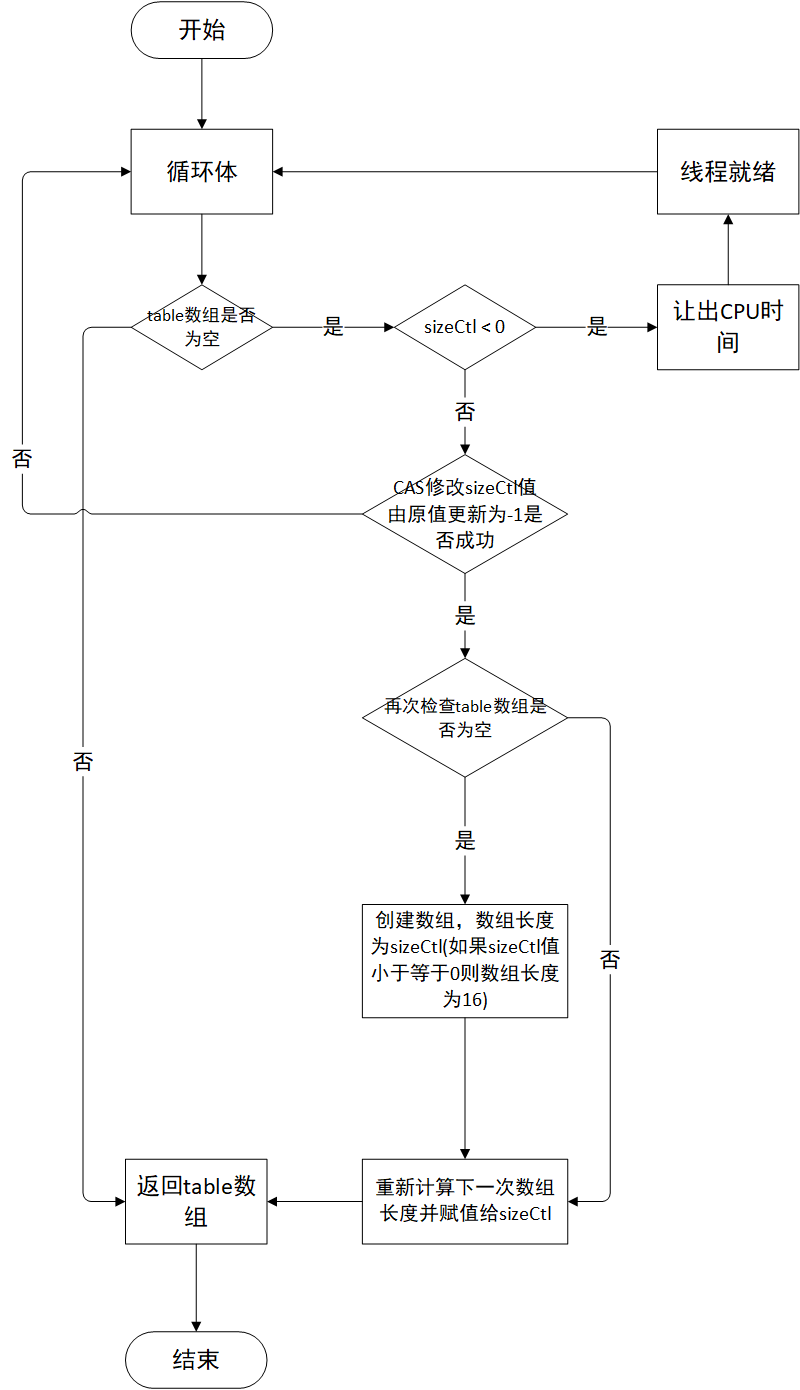 开始
循环体
线程就绪
table数组是否
为空
是
sizeCtl < 0
是
让出CPU时
间
否
否
CAS修改sizeCtl值
由原值更新为-1是
否成功
是
再次检查table数组是
否为空
否
是
创建数组，数组长度
为sizeCtl(如果sizeCtl值
小于等于0则数组长度
为16)
否
返回table数
组
重新计算下一次数组
长度并赋值给sizeCtl
结束